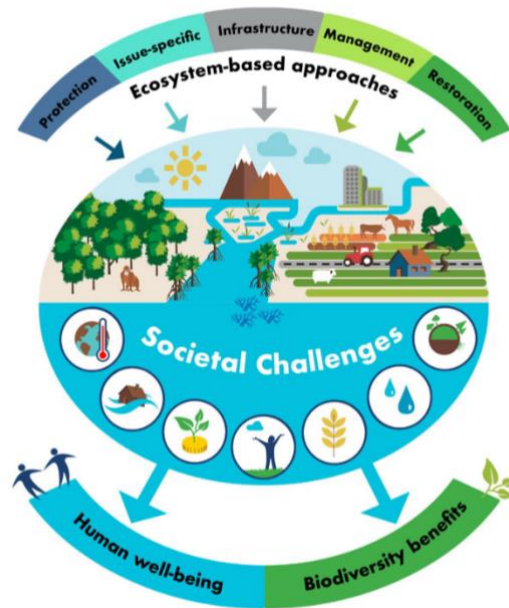 Protection
Issue-specific
Infrastructure
Management
Restoration
Ecosystem-based approaches
Societal Challenges
Human well-being
Biodiversity benefits